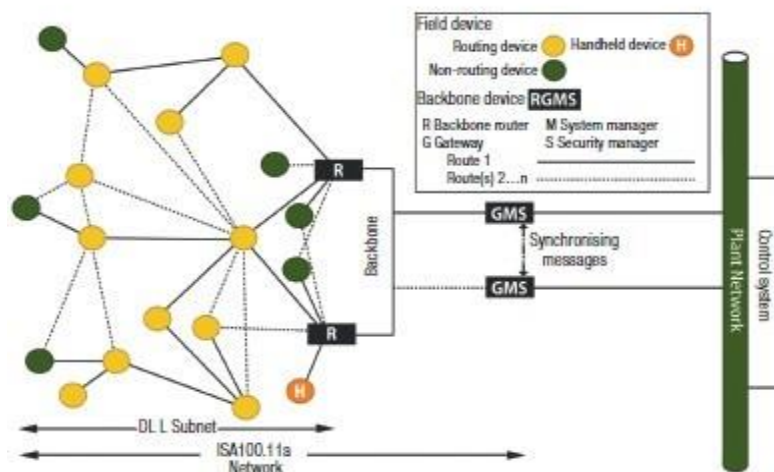 Field device
Routing device
Handheld device
H
Non-routing device
Backbone device RGMS
R Backbone router
M System manager
G Gateway
S Security manager
Route 1
Route(s) 2...n
R
GMS
Backbone
Synchronising
messages
GMS
R
H
Plant Network
Control system
DL L Subnet
ISA100.11a
Network